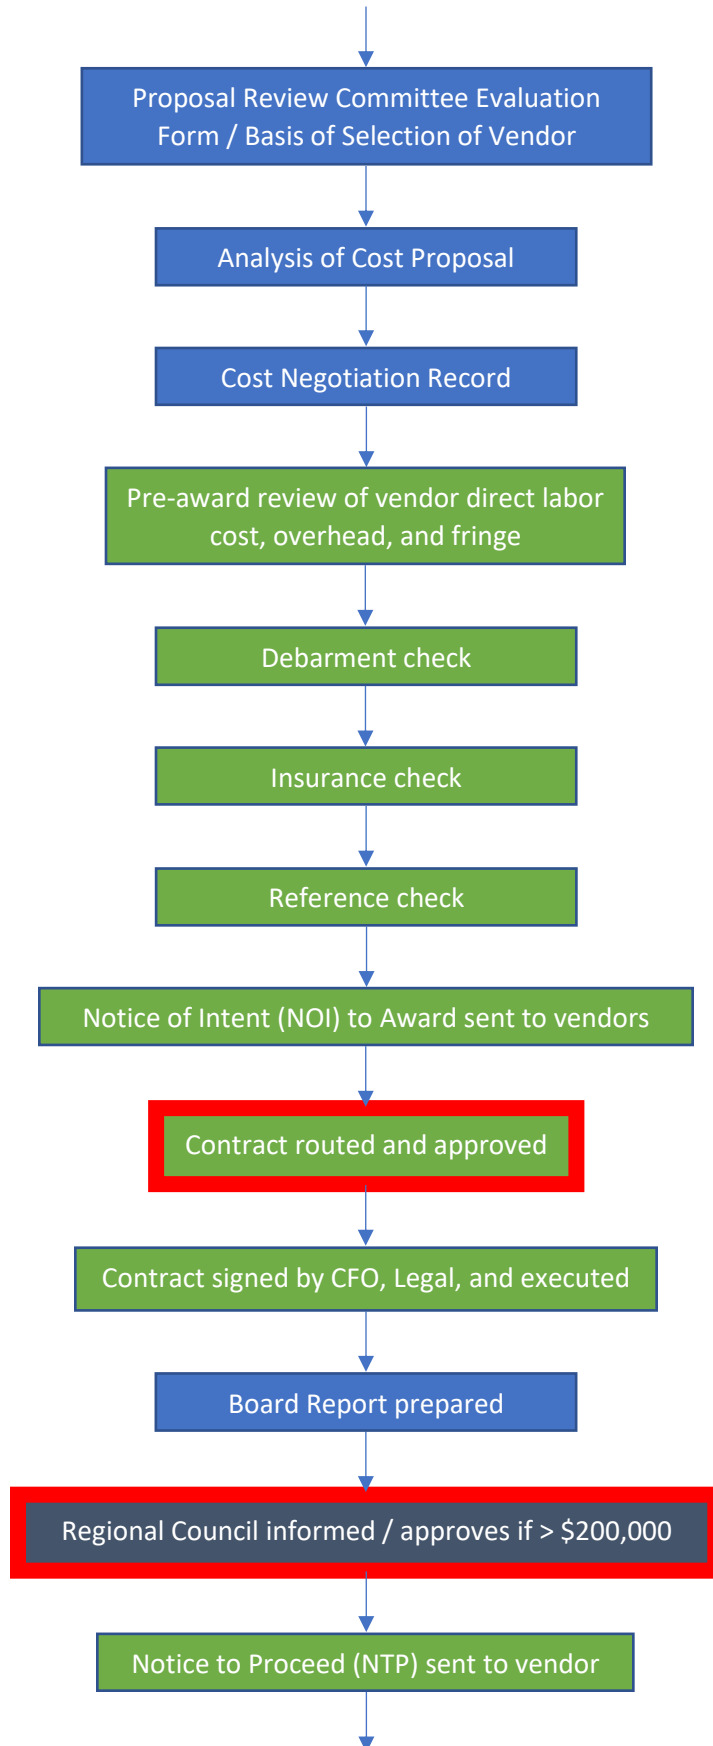 Proposal Review Committee Evaluation
Form / Basis of Selection of Vendor
Analysis of Cost Proposal
Cost Negotiation Record
Pre-award review of vendor direct labor
cost, overhead, and fringe
Debarment check
Insurance check
Reference check
Notice of Intent (NOI) to Award sent to vendors
Contract routed and approved
Contract signed by CFO, Legal, and executed
Board Report prepared
Regional Council informed / approves if > $200,000
Notice to Proceed (NTP) sent to vendor